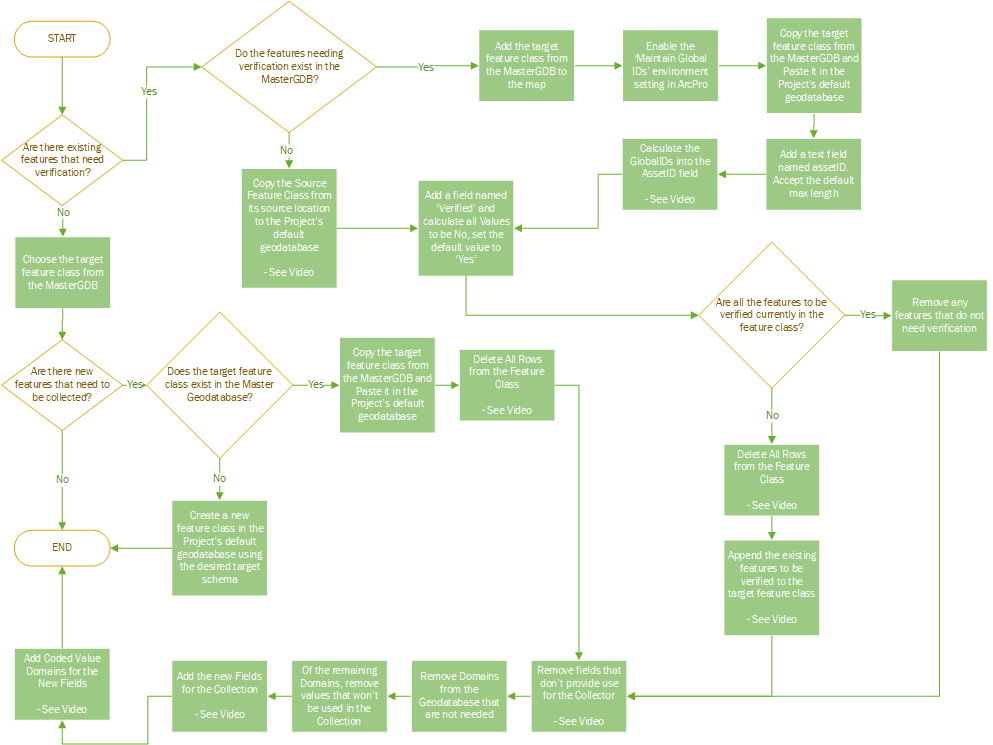 START
Are there existing
features that need
verification?
Yes
No
Do the features needing
verification exist in the
MasterGDB?
Yes
No
Add the target
feature class from
the MasterGDB to
the map
Enable the
‘Maintain Global
IDs’ environment
setting in ArcPro
Copy the target
feature class from
the MasterGDB and
Paste it in the
Project’s default
geodatabase
Add a text field
named assetID.
Accept the default
max length
Calculate the
GlobalIDs into the
AssetID field
- See Video
Copy the Source
Feature Class from
its source location
to the Project’s
default
geodatabase
- See Video
Add a field named
‘Verified’ and
calculate all Values
to be No, set the
default value to
‘Yes’
Are all the features to be
verified currently in the
feature class?
Yes
No
Remove any
features that do not
need verification
Choose the target
feature class from
the MasterGDB
Are there new
features that need to
be collected?
Yes
No
Does the target feature
class exist in the Master
Geodatabase?
Yes
No
Copy the target
feature class from
the MasterGDB and
Paste it in the
Project’s default
geodatabase
Delete All Rows
from the Feature
Class
- See Video
Delete All Rows
from the Feature
Class
- See Video
Create a new
feature class in the
Project’s default
geodatabase using
the desired target
schema
END
Append the existing
features to be
verified to the
target feature class
- See Video
Remove fields that
don’t provide use
for the Collector
- See Video
Remove Domains
from the
Geodatabase that
are not needed
Of the remaining
Domains, remove
values that won’t
be used in the
Collection
Add the new Fields
for the Collection
- See Video
Add Coded Value
Domains for the
New Fields
- See Video